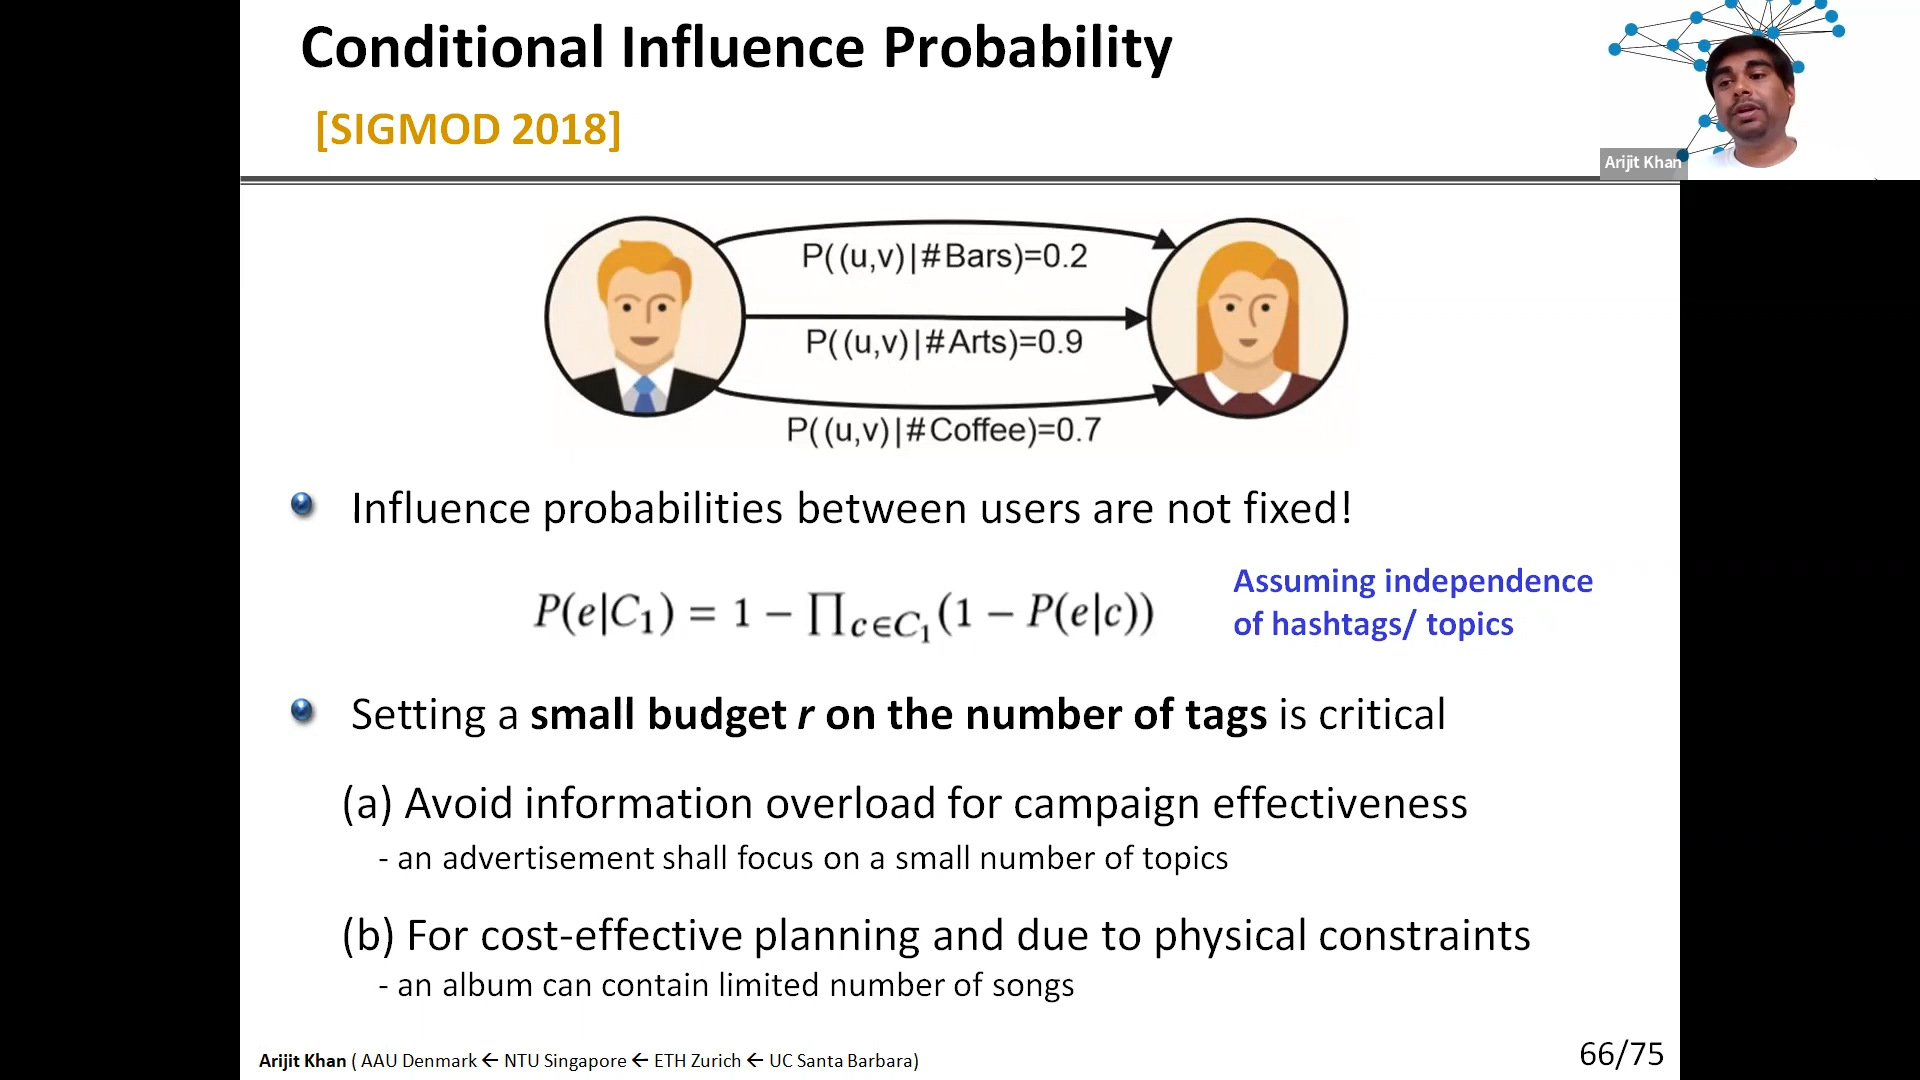 Conditional Influence Probability
[SIGMOD 2018]
Arijit Khan
P((u,v)|#Bars)=0.2
P((u,v)|#Arts)=0.9
P((u,v)|#Coffee)=0.7
Influence probabilities between users are not fixed!
P(e|C₁) = 1 − ∏c∈C₁(1 − P(e|c))
Assuming independence
of hashtags/ topics
Setting a small budget r on the number of tags is critical
(a) Avoid information overload for campaign effectiveness
- an advertisement shall focus on a small number of topics
(b) For cost-effective planning and due to physical constraints
- an album can contain limited number of songs
Arijit Khan ( AAU Denmark ← NTU Singapore ← ETH Zurich ← UC Santa Barbara)
66/75